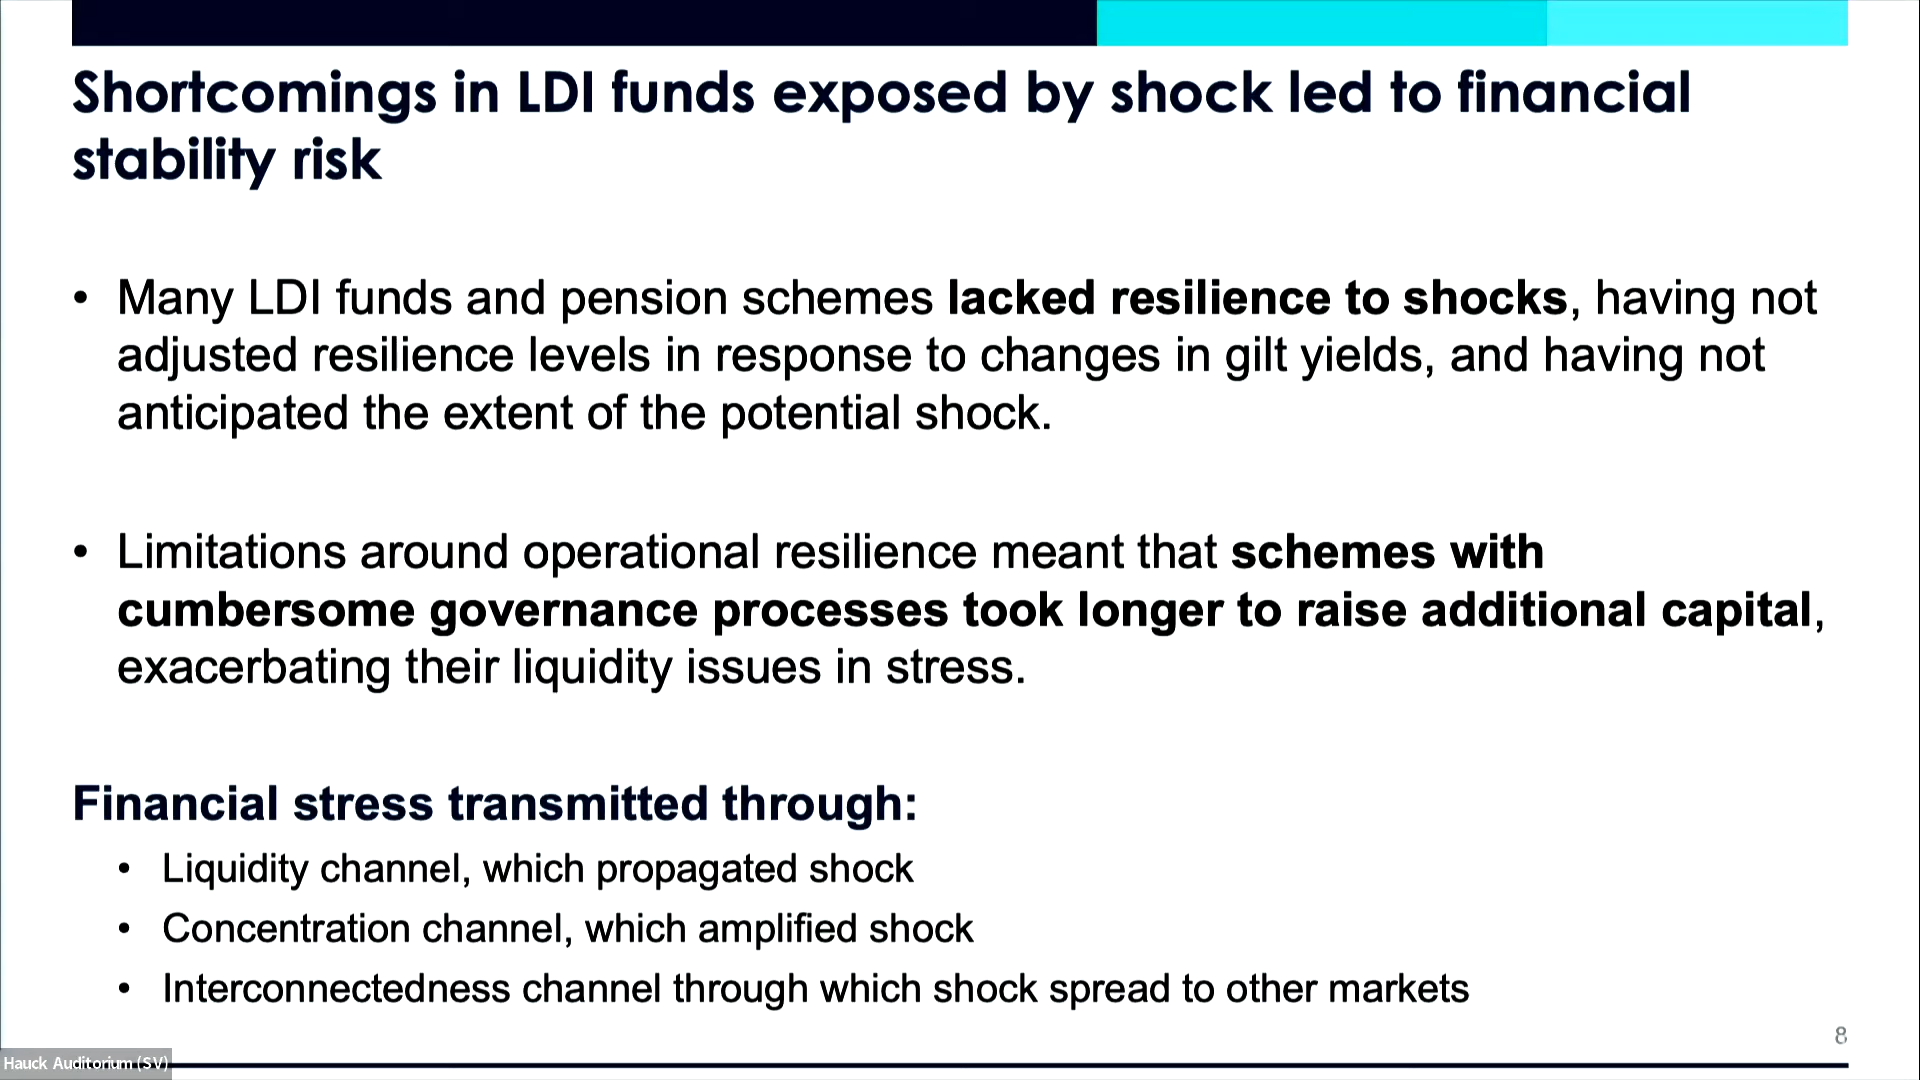 Shortcomings in LDI funds exposed by shock led to financial
stability risk
• Many LDI funds and pension schemes lacked resilience to shocks, having not
adjusted resilience levels in response to changes in gilt yields, and having not
anticipated the extent of the potential shock.
• Limitations around operational resilience meant that schemes with
cumbersome governance processes took longer to raise additional capital,
exacerbating their liquidity issues in stress.
Financial stress transmitted through:
• Liquidity channel, which propagated shock
• Concentration channel, which amplified shock
• Interconnectedness channel through which shock spread to other markets
8
Hauck Auditorium (SV)